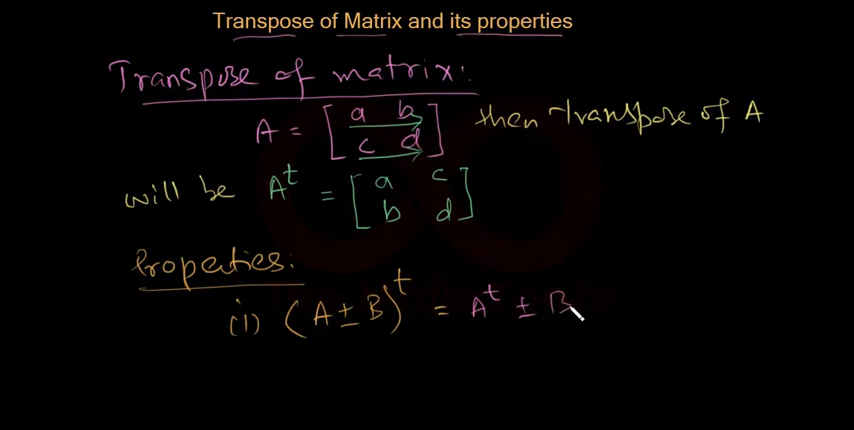 Transpose of Matrix and its properties
Transpose of matrix:
A = [a b
c d] then transpose of A
will be A^t = [a c
b d]
Properties:
(i) (A ± B)^t = A^t ± B